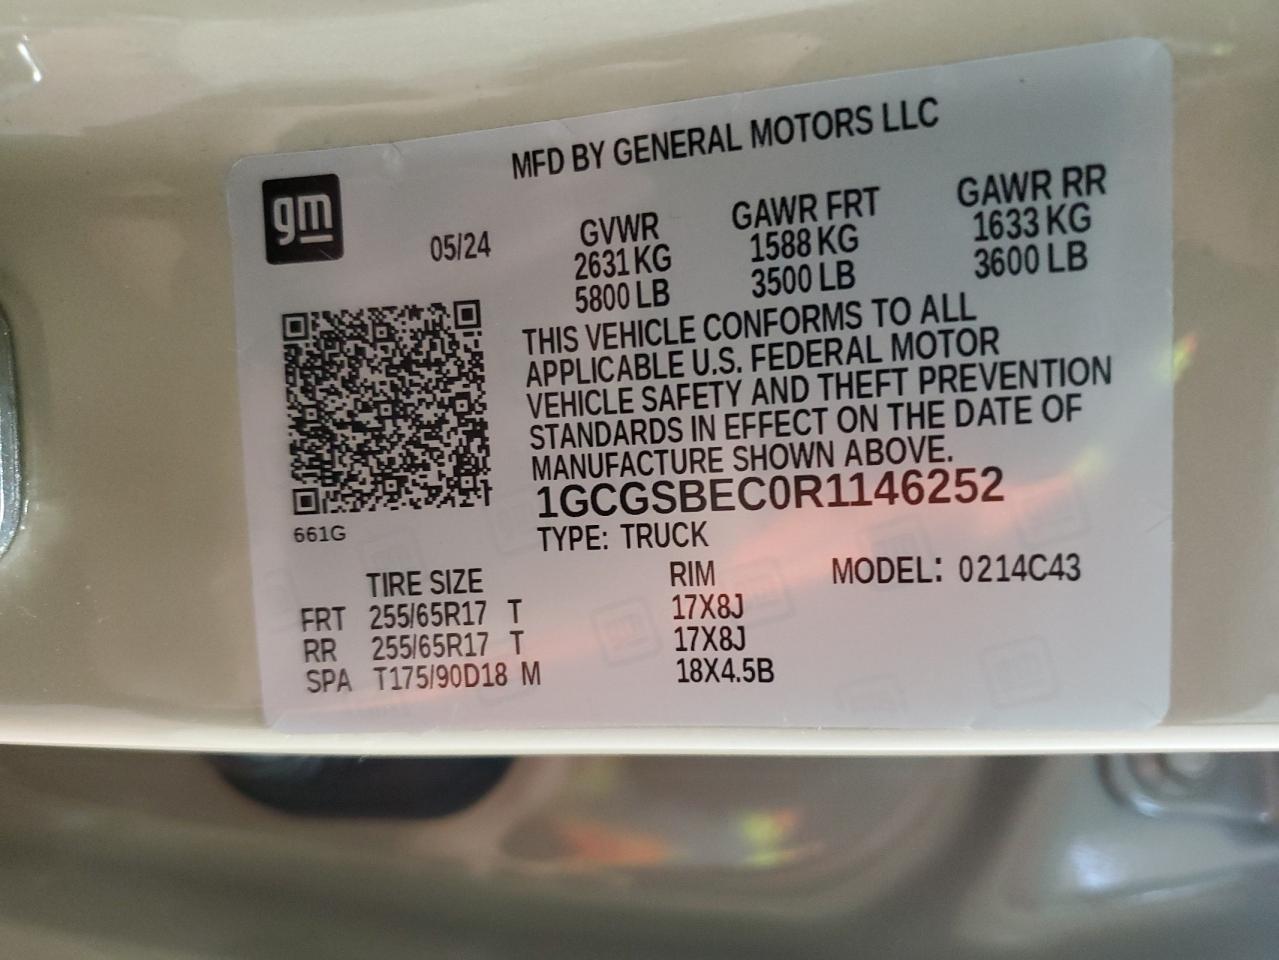 MFD BY GENERAL MOTORS LLC
gm
05/24
GVWR
2631 KG
5800 LB
GAWR FRT
1588 KG
3500 LB
GAWR RR
1633 KG
3600 LB
THIS VEHICLE CONFORMS TO ALL
APPLICABLE U.S. FEDERAL MOTOR
VEHICLE SAFETY AND THEFT PREVENTION
STANDARDS IN EFFECT ON THE DATE OF
MANUFACTURE SHOWN ABOVE.
1GCGSBEC0R1146252
661G
TYPE: TRUCK
MODEL: 0214C43
TIRE SIZE RIM
FRT 255/65R17 T 17X8J
RR 255/65R17 T 17X8J
SPA T175/90D18 M 18X4.5B